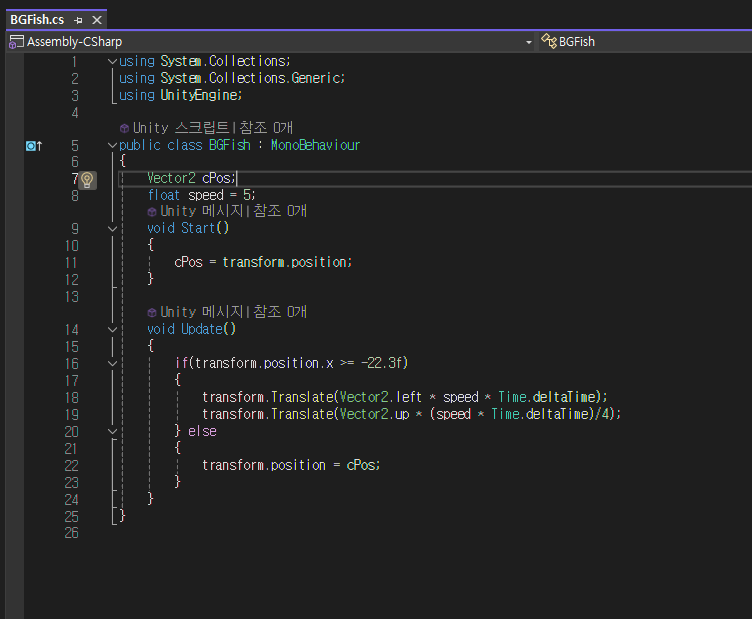 BGFish.cs
Assembly-CSharp BGFish
1 using System.Collections;
2 using System.Collections.Generic;
3 using UnityEngine;
4
Unity 스크립트|참조 0개
5 public class BGFish : MonoBehaviour
6 {
7 Vector2 cPos;
8 float speed = 5;
Unity 메시지|참조 0개
9 void Start()
10 {
11 cPos = transform.position;
12 }
13
Unity 메시지|참조 0개
14 void Update()
15 {
16 if(transform.position.x >= -22.3f)
17 {
18 transform.Translate(Vector2.left * speed * Time.deltaTime);
19 transform.Translate(Vector2.up * (speed * Time.deltaTime)/4);
20 } else
21 {
22 transform.position = cPos;
23 }
24 }
25 }
26